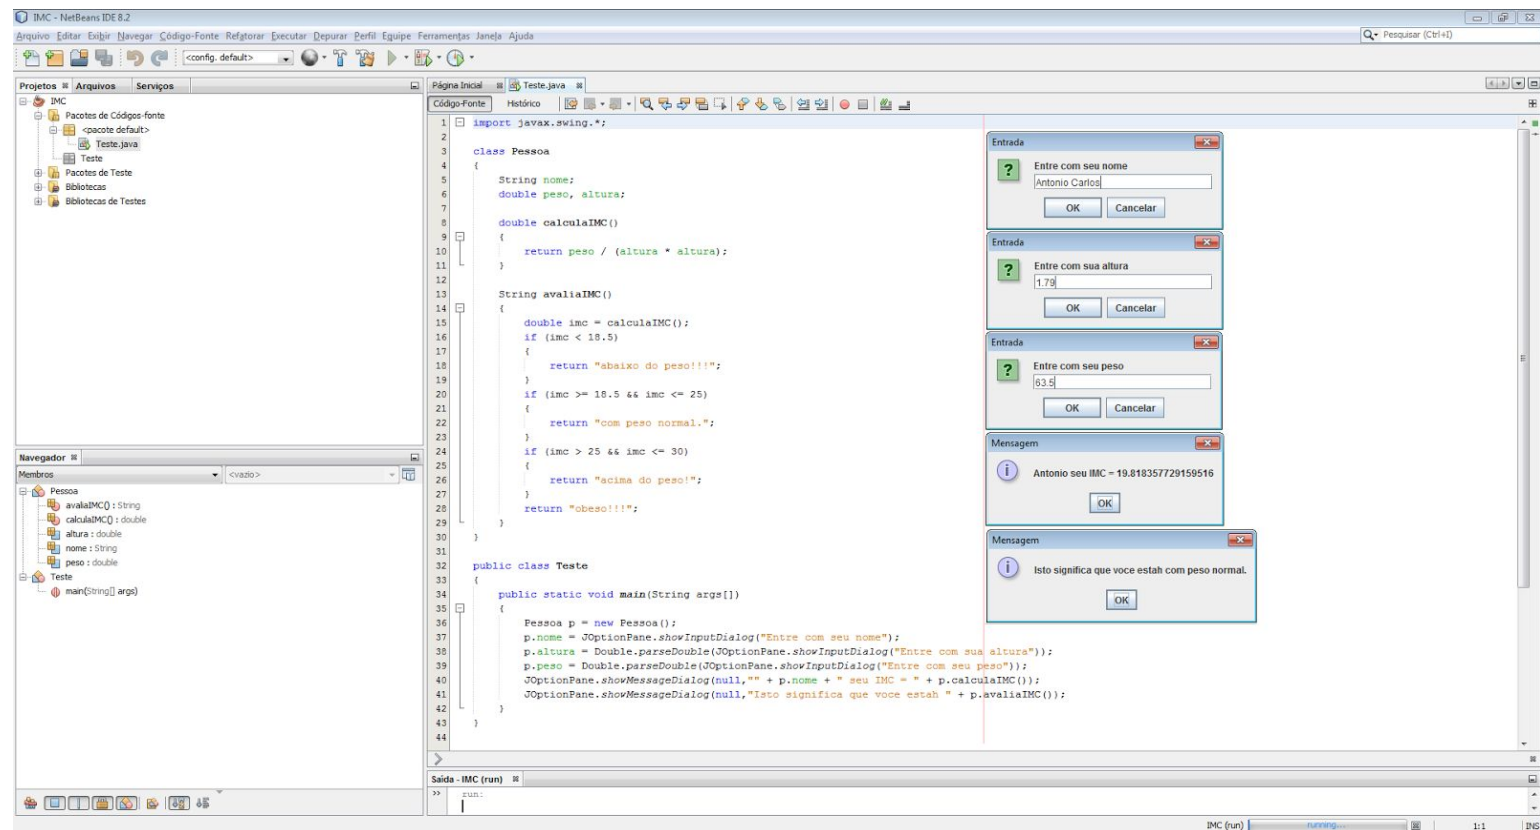 IMC - NetBeans IDE 8.2
Arquivo Editar Exibir Navegar Código-Fonte Refatorar Executar Depurar Perfil Equipe Ferramentas Janela Ajuda
Pesquisar (Ctrl+I)
<config. default>
Projetos Arquivos Serviços
IMC
Pacotes de Códigos-fonte
<pacote default>
Teste.java
Teste
Pacotes de Teste
Bibliotecas
Bibliotecas de Testes
Navegador
Membros <vazio>
Pessoa
avaliaIMC() : String
calculaIMC() : double
altura : double
nome : String
peso : double
Teste
main(String[] args)
Página Inicial Teste.java
Código-Fonte Histórico
1 import javax.swing.*;
2
3 class Pessoa
4 {
5 String nome;
6 double peso, altura;
7
8 double calculaIMC()
9 {
10 return peso / (altura * altura);
11 }
12
13 String avaliaIMC()
14 {
15 double imc = calculaIMC();
16 if (imc < 18.5)
17 {
18 return "abaixo do peso!!!";
19 }
20 if (imc >= 18.5 && imc <= 25)
21 {
22 return "com peso normal.";
23 }
24 if (imc > 25 && imc <= 30)
25 {
26 return "acima do peso!";
27 }
28 return "obeso!!!";
29 }
30 }
31
32 public class Teste
33 {
34 public static void main(String args[])
35 {
36 Pessoa p = new Pessoa();
37 p.nome = JOptionPane.showInputDialog("Entre com seu nome");
38 p.altura = Double.parseDouble(JOptionPane.showInputDialog("Entre com sua altura"));
39 p.peso = Double.parseDouble(JOptionPane.showInputDialog("Entre com seu peso"));
40 JOptionPane.showMessageDialog(null,"" + p.nome + " seu IMC = " + p.calculaIMC());
41 JOptionPane.showMessageDialog(null,"Isto significa que voce estah " + p.avaliaIMC());
42 }
43 }
44
Entrada
Entre com seu nome
Antonio Carlos
OK Cancelar
Entrada
Entre com sua altura
1.79
OK Cancelar
Entrada
Entre com seu peso
63.5
OK Cancelar
Mensagem
Antonio seu IMC = 19.818357729159516
OK
Mensagem
Isto significa que voce estah com peso normal.
OK
Saída - IMC (run)
run:
IMC (run) running... 1:1 INS